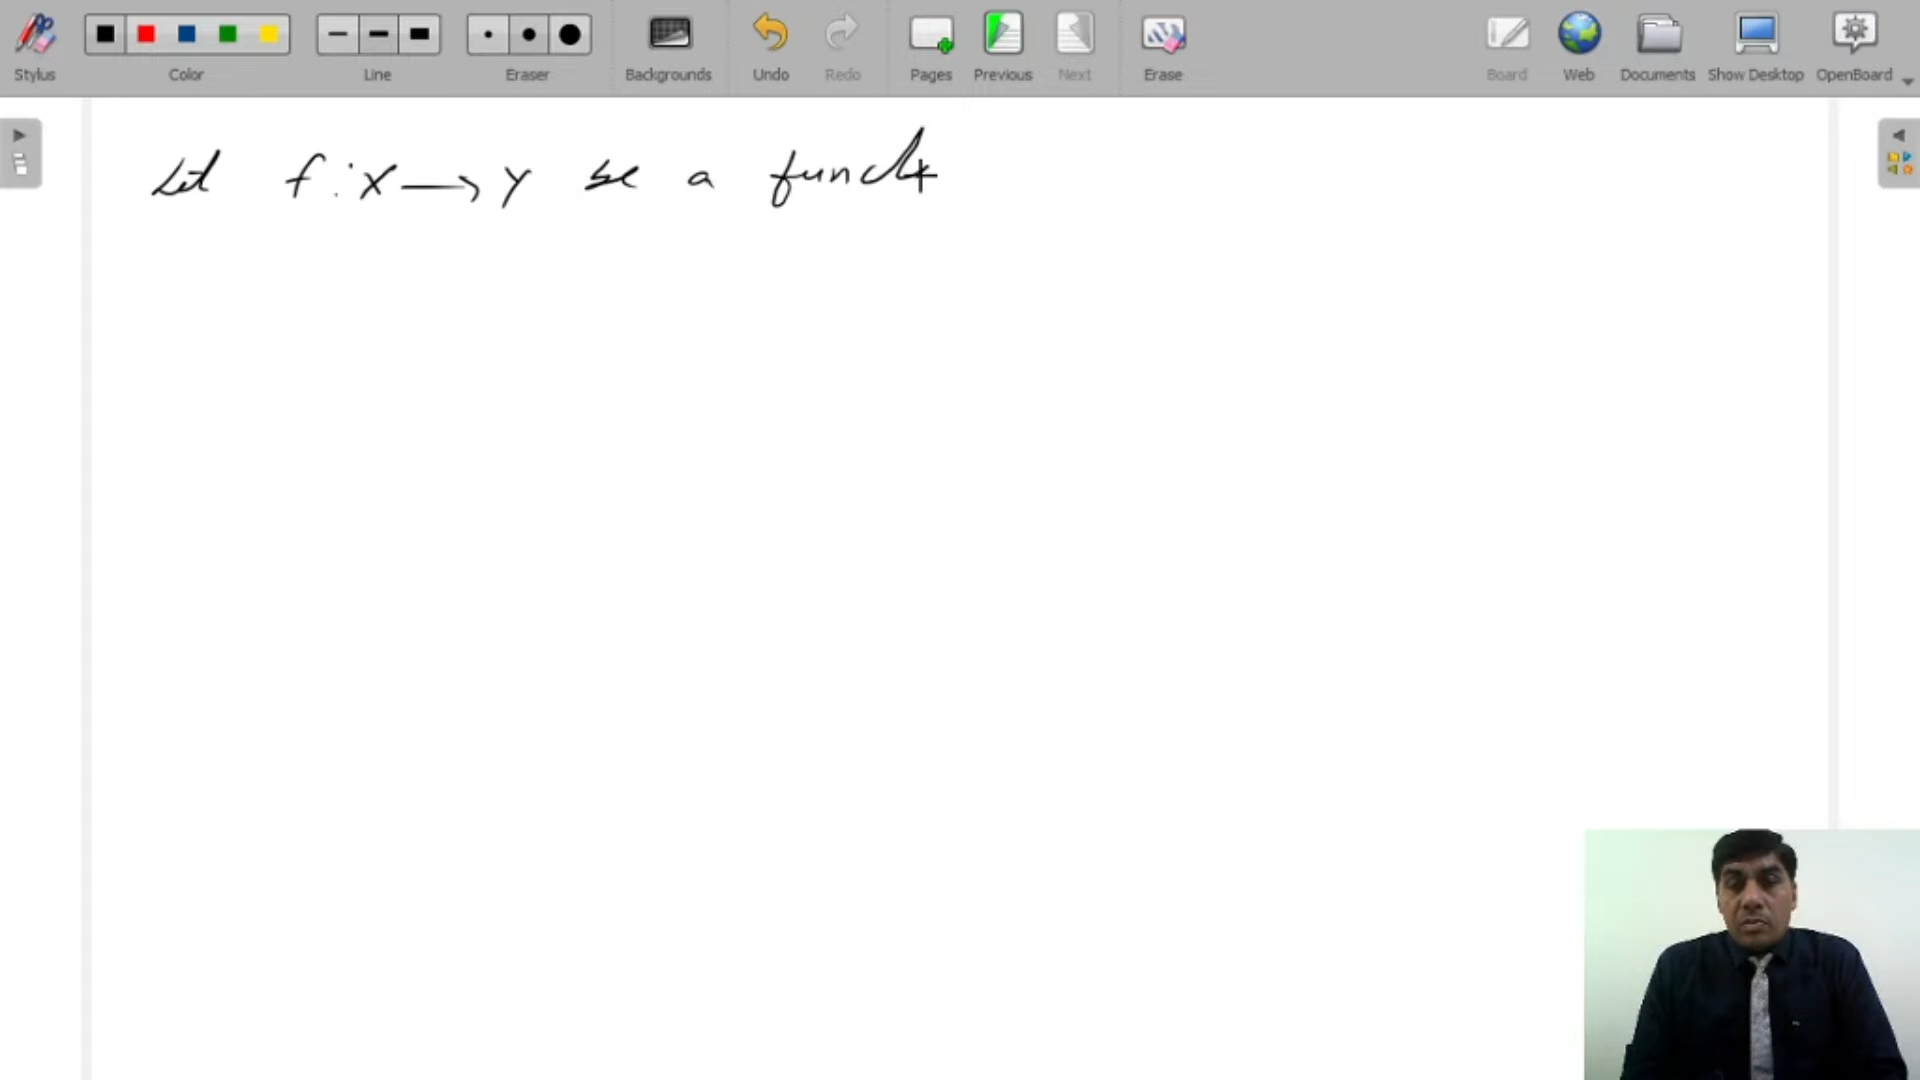 Stylus Color Line Eraser Backgrounds Undo Redo Pages Previous Next Erase Board Web Documents Show Desktop OpenBoard
Let f : X → Y be a funct